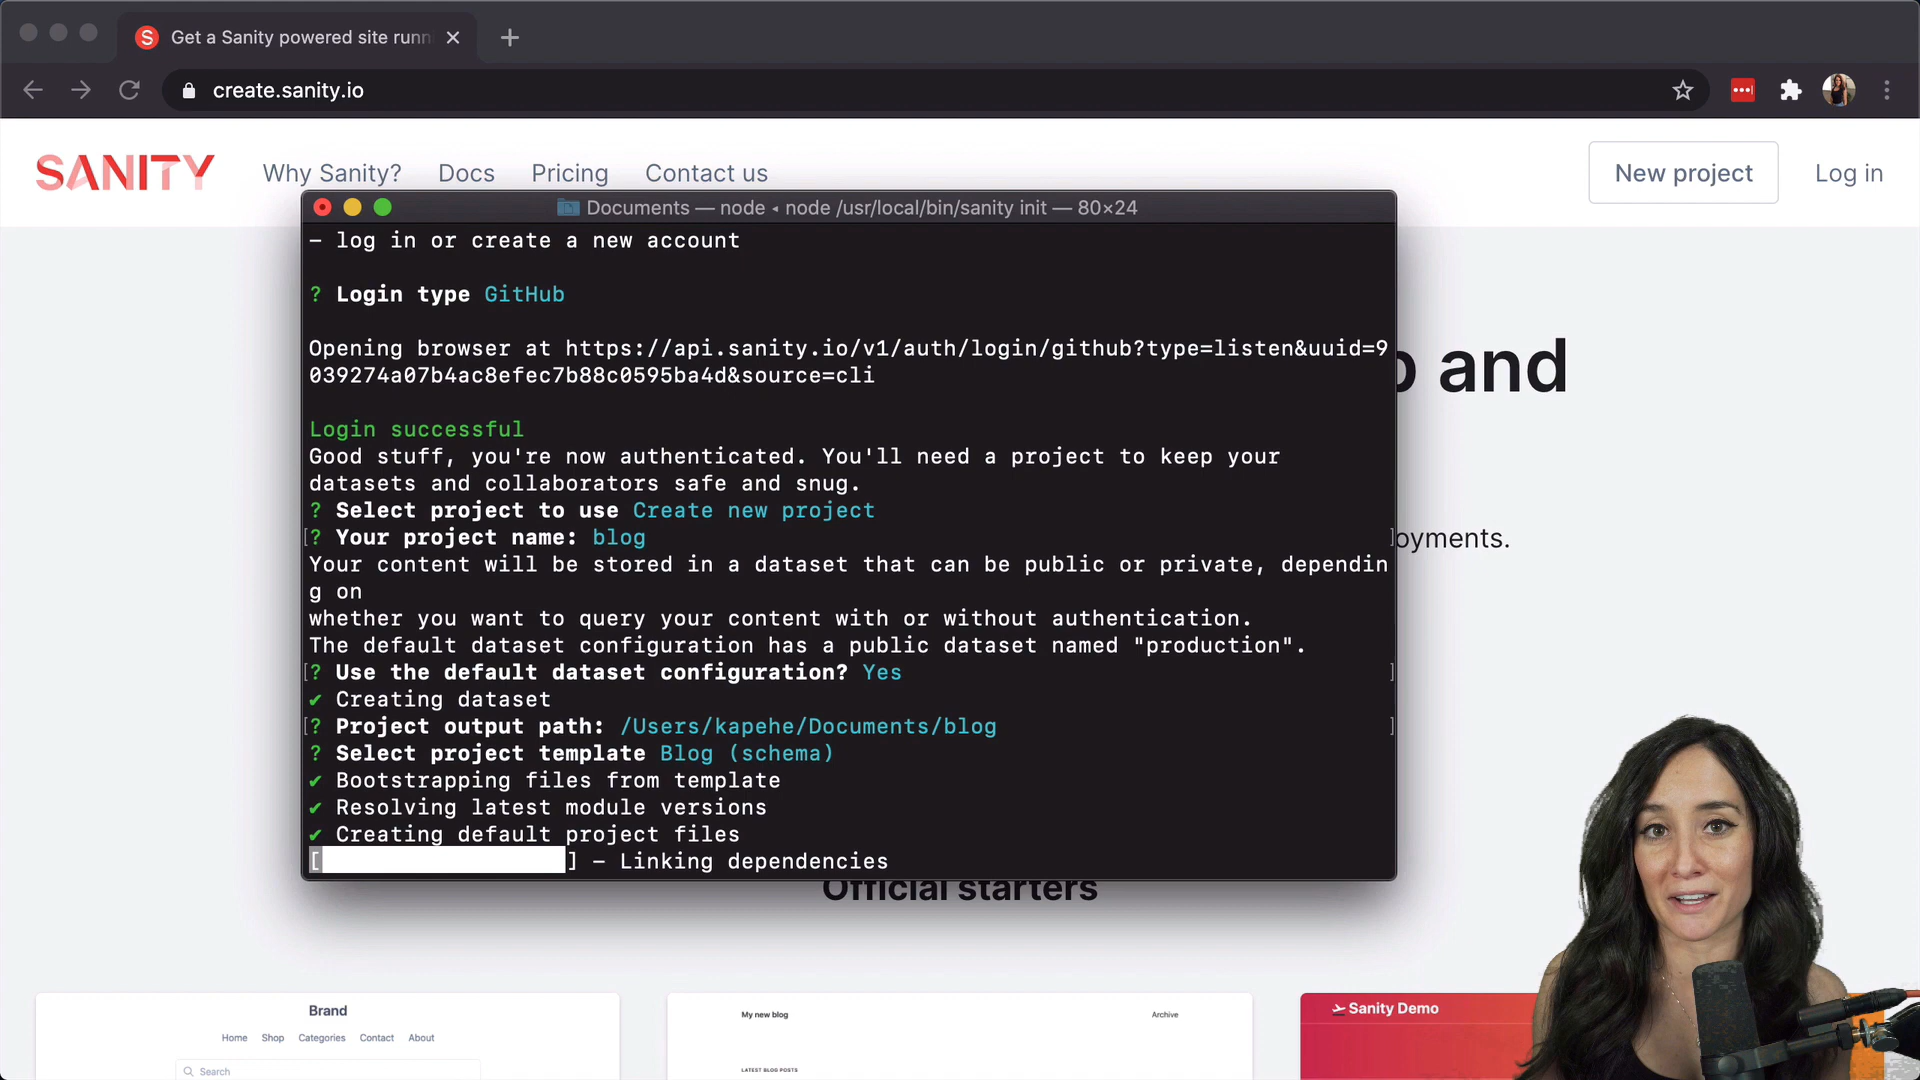 S Get a Sanity powered site runn
create.sanity.io
SANITY Why Sanity? Docs Pricing Contact us New project Log in
Documents — node ◂ node /usr/local/bin/sanity init — 80×24
– log in or create a new account
? Login type GitHub
Opening browser at https://api.sanity.io/v1/auth/login/github?type=listen&uuid=9
039274a07b4ac8efec7b88c0595ba4d&source=cli
Login successful
Good stuff, you're now authenticated. You'll need a project to keep your
datasets and collaborators safe and snug.
? Select project to use Create new project
[? Your project name: blog ]
Your content will be stored in a dataset that can be public or private, dependin
g on
whether you want to query your content with or without authentication.
The default dataset configuration has a public dataset named "production".
[? Use the default dataset configuration? Yes ]
✔ Creating dataset
[? Project output path: /Users/kapehe/Documents/blog ]
? Select project template Blog (schema)
✔ Bootstrapping files from template
✔ Resolving latest module versions
✔ Creating default project files
[ ] – Linking dependencies
and
oyments.
Official starters
Brand
Home Shop Categories Contact About
Search
My new blog Archive
LATEST BLOG POSTS
Sanity Demo